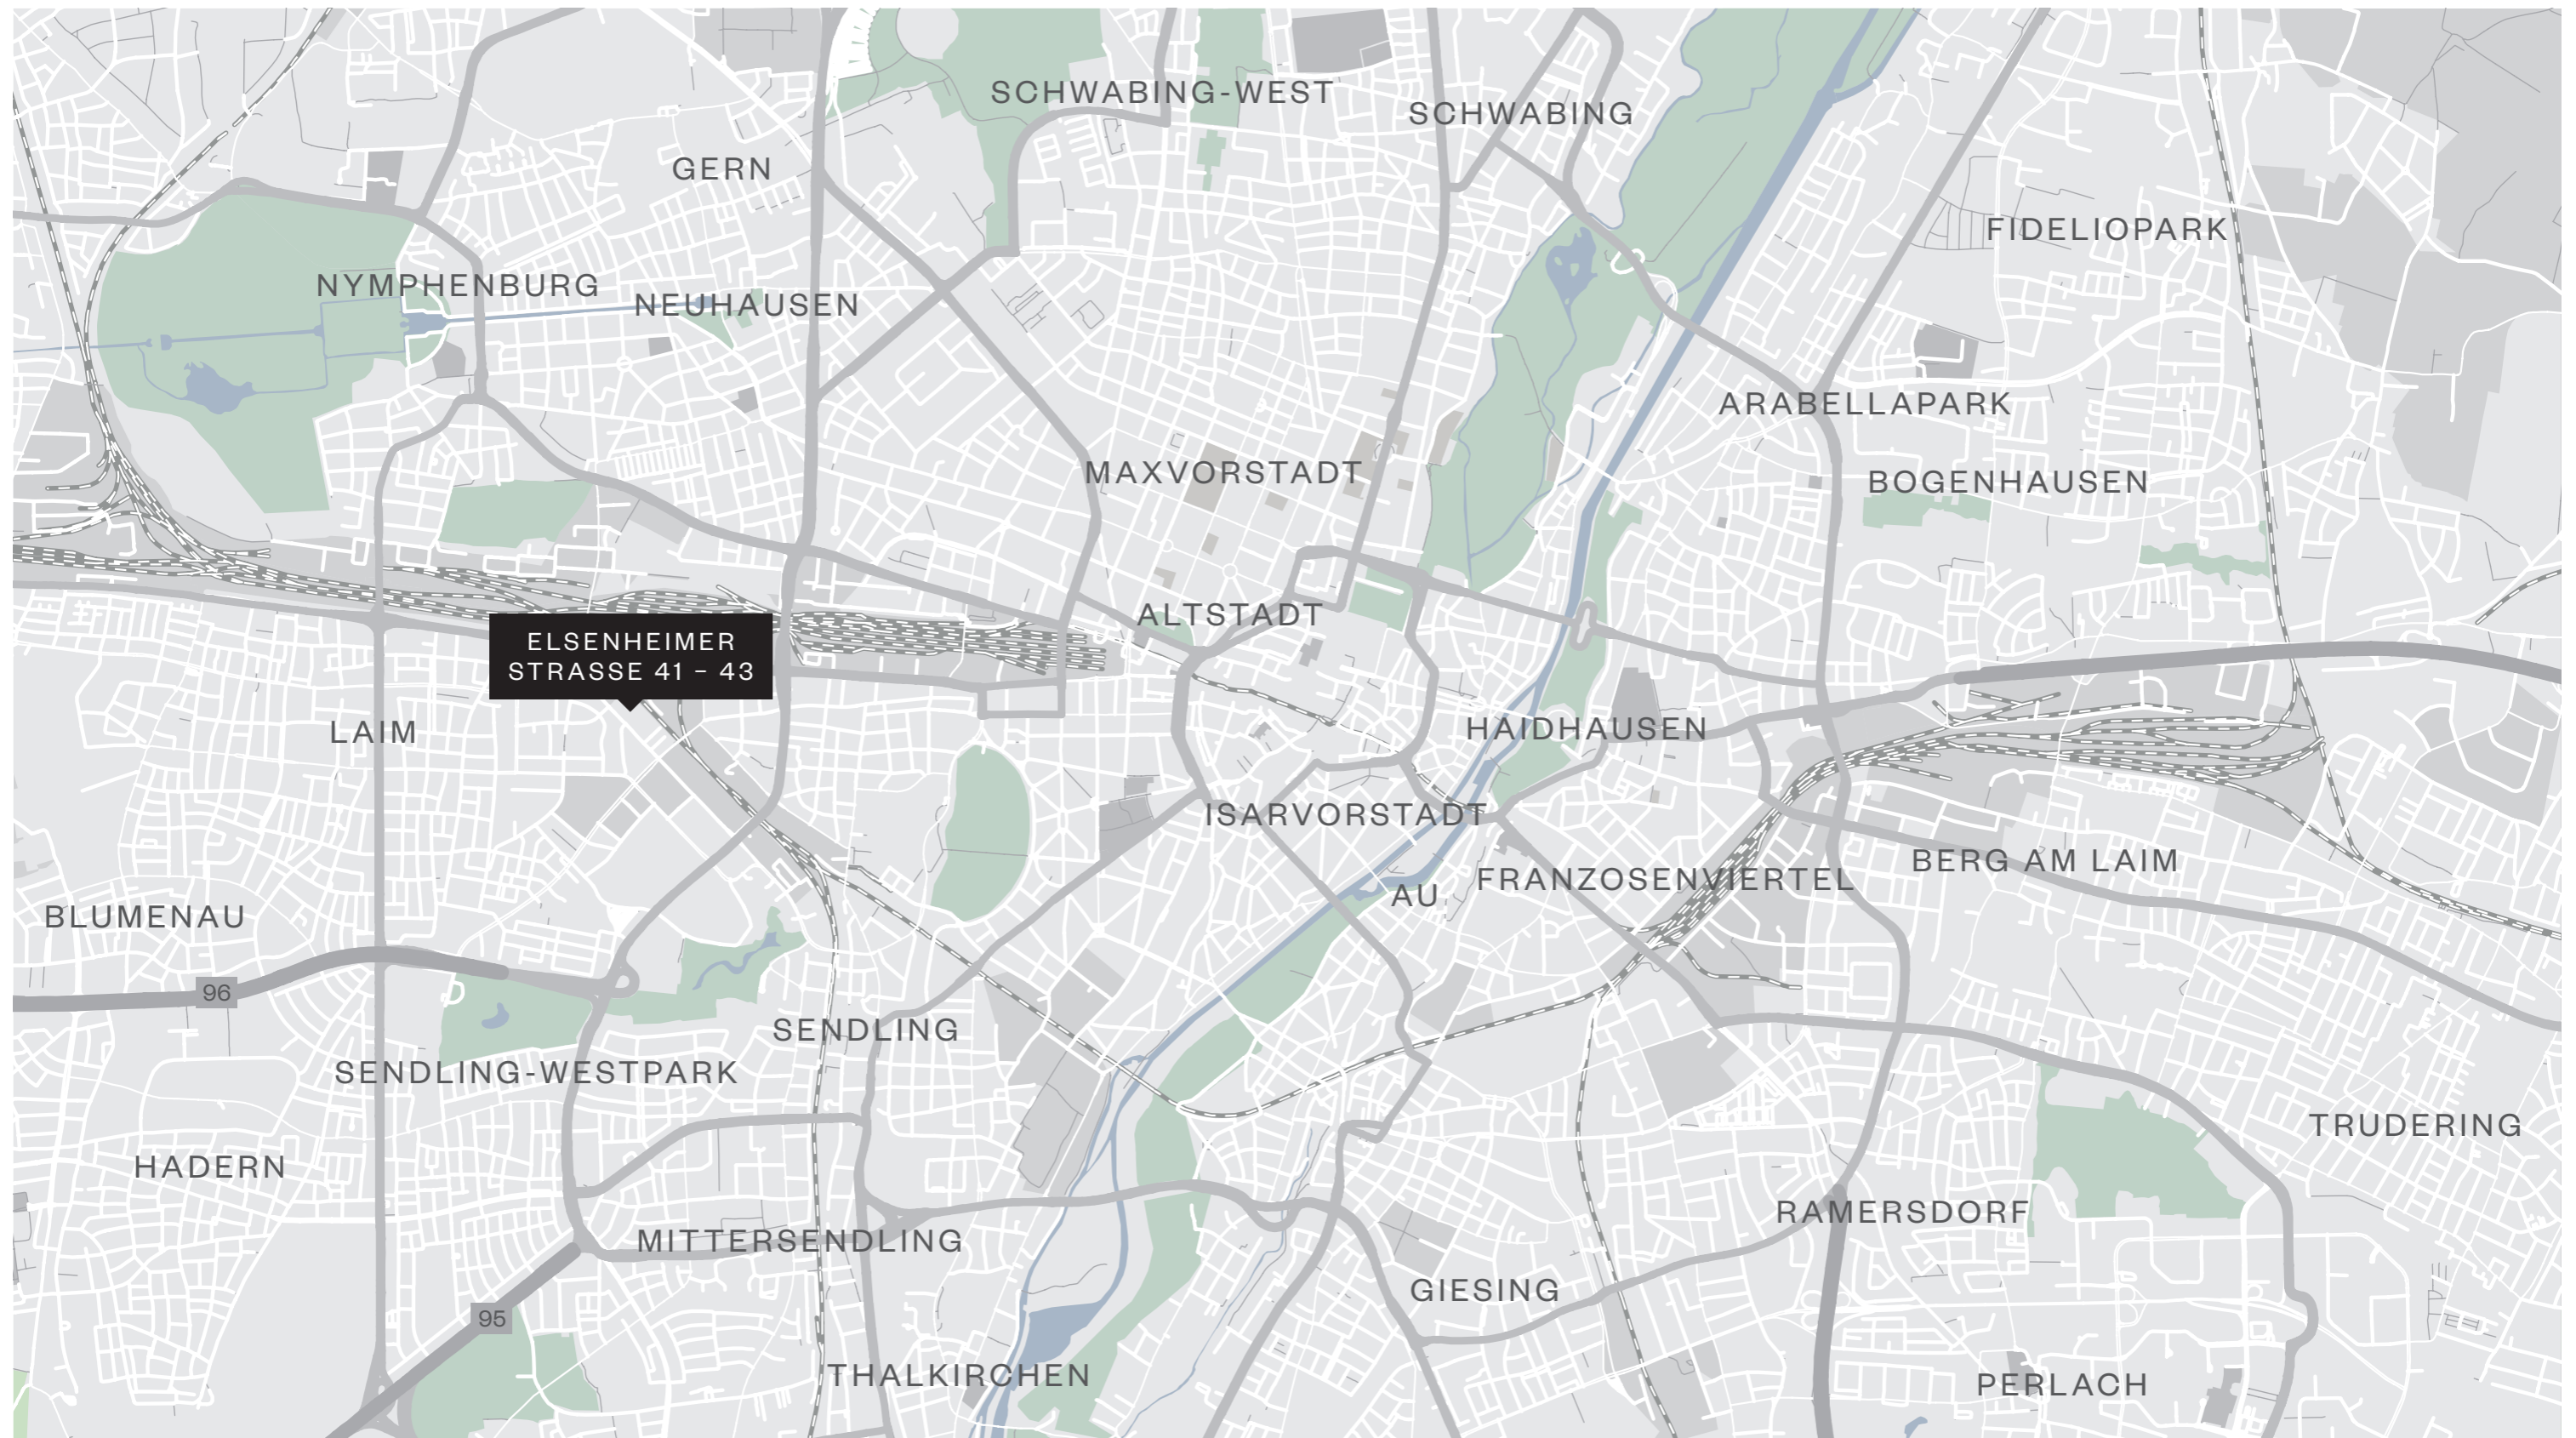 SCHWABING-WEST
SCHWABING
GERN
FIDELIOPARK
NYMPHENBURG
NEUHAUSEN
ARABELLAPARK
MAXVORSTADT
BOGENHAUSEN
ALTSTADT
ELSENHEIMER
STRASSE 41 – 43
LAIM
HAIDHAUSEN
ISARVORSTADT
BERG AM LAIM
FRANZOSENVIERTEL
AU
BLUMENAU
96
SENDLING
SENDLING-WESTPARK
TRUDERING
HADERN
RAMERSDORF
MITTERSENDLING
GIESING
95
THALKIRCHEN
PERLACH